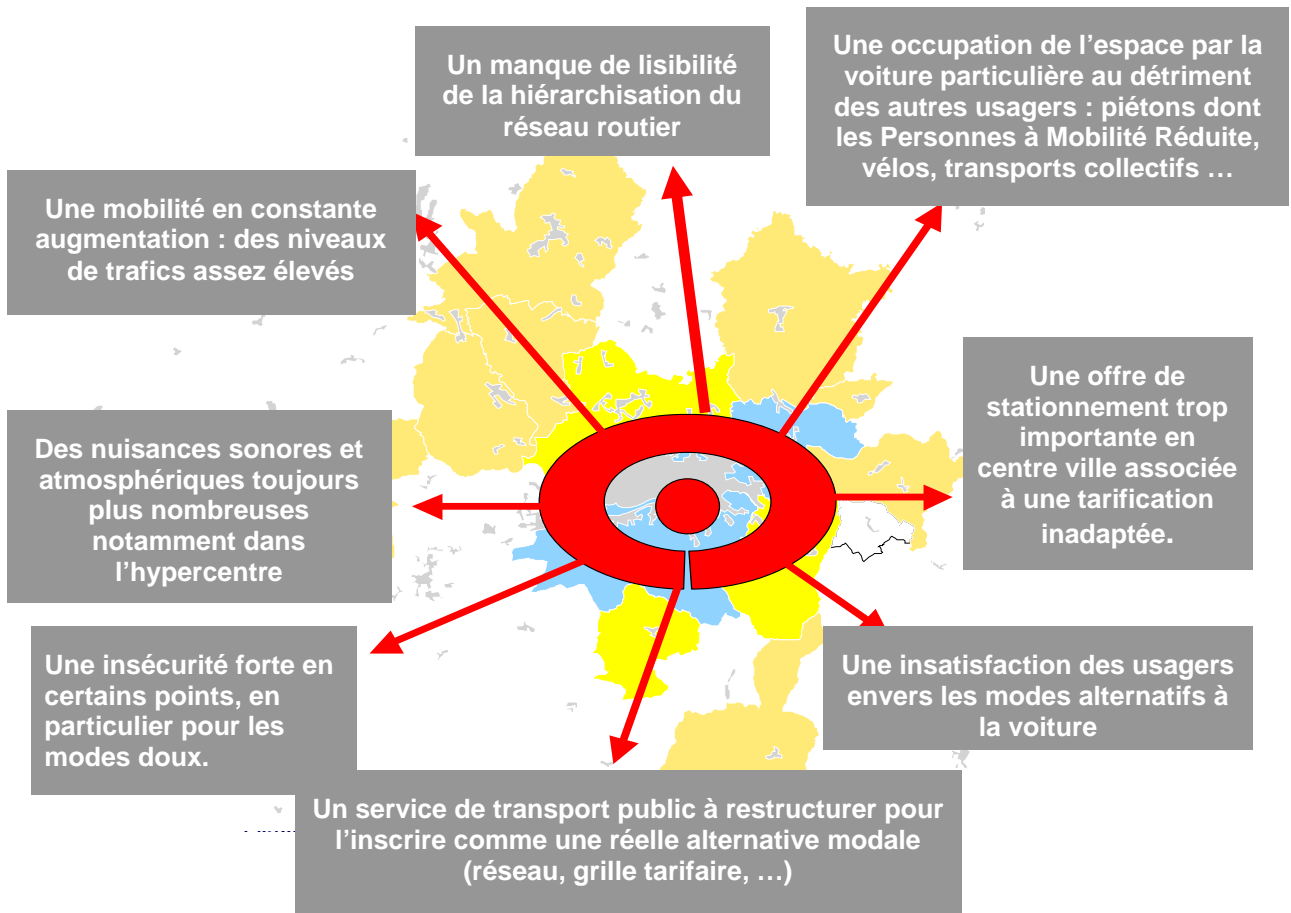 Un manque de lisibilité
de la hiérarchisation du
réseau routier
Une occupation de l’espace par la
voiture particulière au détriment
des autres usagers : piétons dont
les Personnes à Mobilité Réduite,
vélos, transports collectifs …
Une mobilité en constante
augmentation : des niveaux
de trafics assez élevés
Une offre de
stationnement trop
importante en
centre ville associée
à une tarification
inadaptée.
Des nuisances sonores et
atmosphériques toujours
plus nombreuses
notamment dans
l’hypercentre
Une insécurité forte en
certains points, en
particulier pour les
modes doux.
Une insatisfaction des usagers
envers les modes alternatifs à
la voiture
Un service de transport public à restructurer pour
l’inscrire comme une réelle alternative modale
(réseau, grille tarifaire, …)